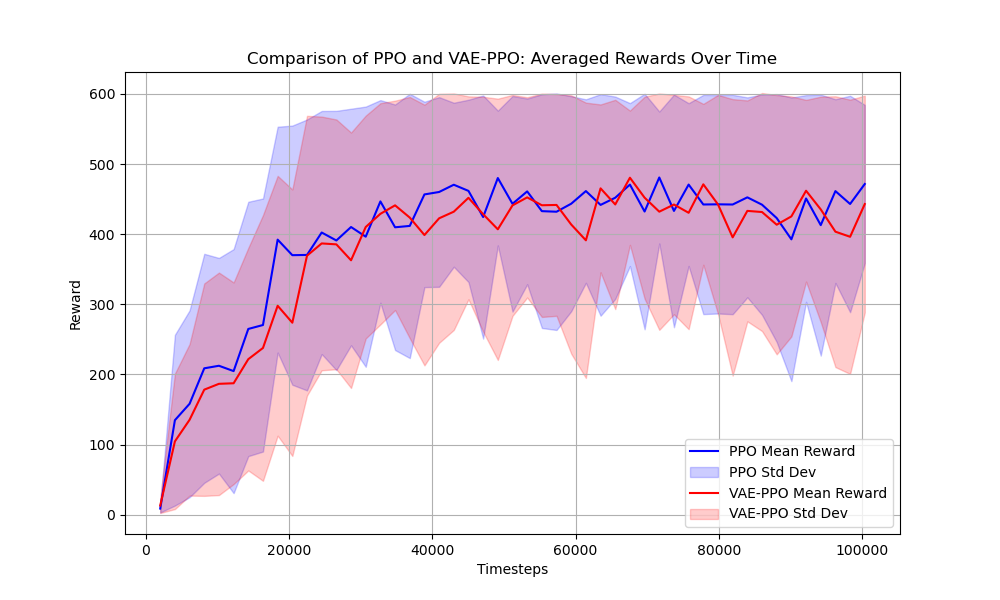 Comparison of PPO and VAE-PPO: Averaged Rewards Over Time
Reward
600
500
400
300
200
100
0
0 20000 40000 60000 80000 100000
Timesteps
PPO Mean Reward
PPO Std Dev
VAE-PPO Mean Reward
VAE-PPO Std Dev